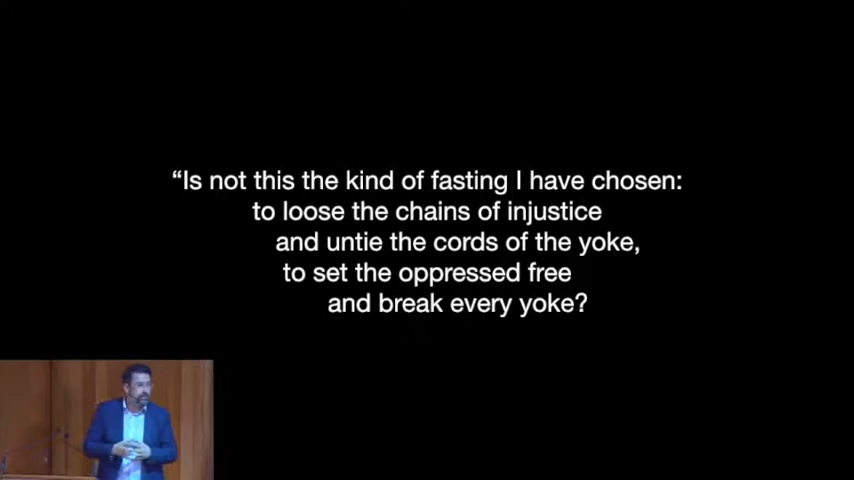 “Is not this the kind of fasting I have chosen:
to loose the chains of injustice
and untie the cords of the yoke,
to set the oppressed free
and break every yoke?